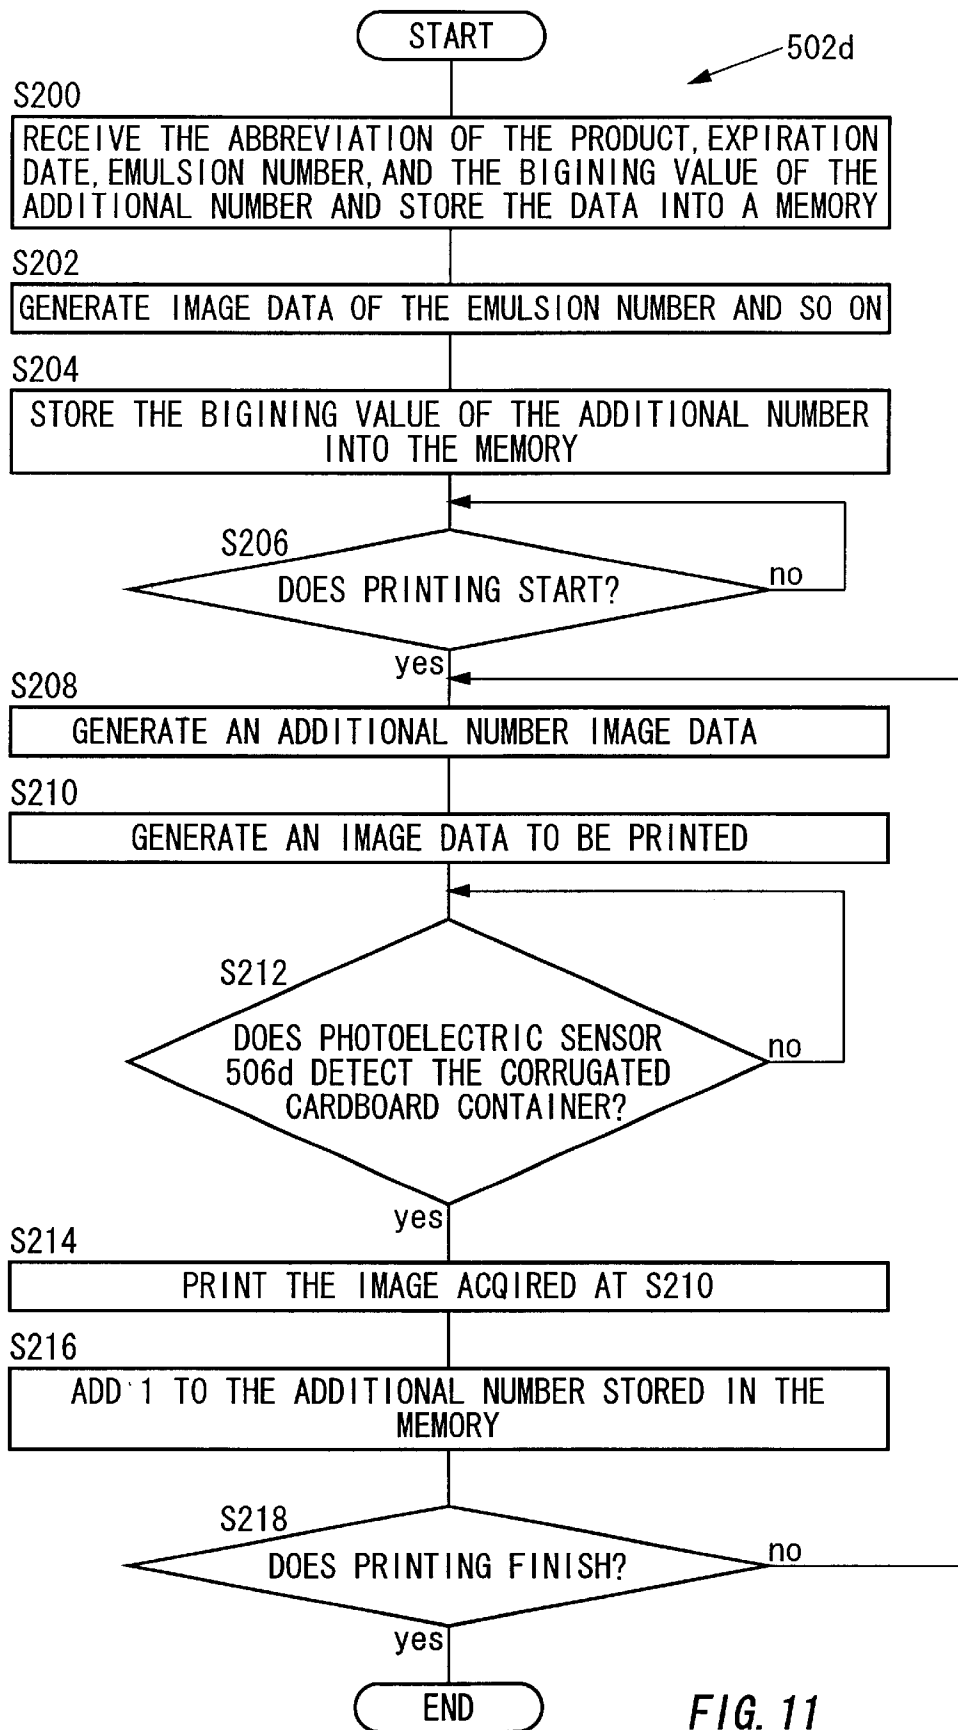 START
502d
S200
RECEIVE THE ABBREVIATION OF THE PRODUCT, EXPIRATION
DATE, EMULSION NUMBER, AND THE BIGINING VALUE OF THE
ADDITIONAL NUMBER AND STORE THE DATA INTO A MEMORY
S202
GENERATE IMAGE DATA OF THE EMULSION NUMBER AND SO ON
S204
STORE THE BIGINING VALUE OF THE ADDITIONAL NUMBER
INTO THE MEMORY
S206
DOES PRINTING START?
no
yes
S208
GENERATE AN ADDITIONAL NUMBER IMAGE DATA
S210
GENERATE AN IMAGE DATA TO BE PRINTED
S212
DOES PHOTOELECTRIC SENSOR
506d DETECT THE CORRUGATED
CARDBOARD CONTAINER?
no
yes
S214
PRINT THE IMAGE ACQIRED AT S210
S216
ADD 1 TO THE ADDITIONAL NUMBER STORED IN THE
MEMORY
S218
DOES PRINTING FINISH?
no
yes
END
FIG. 11